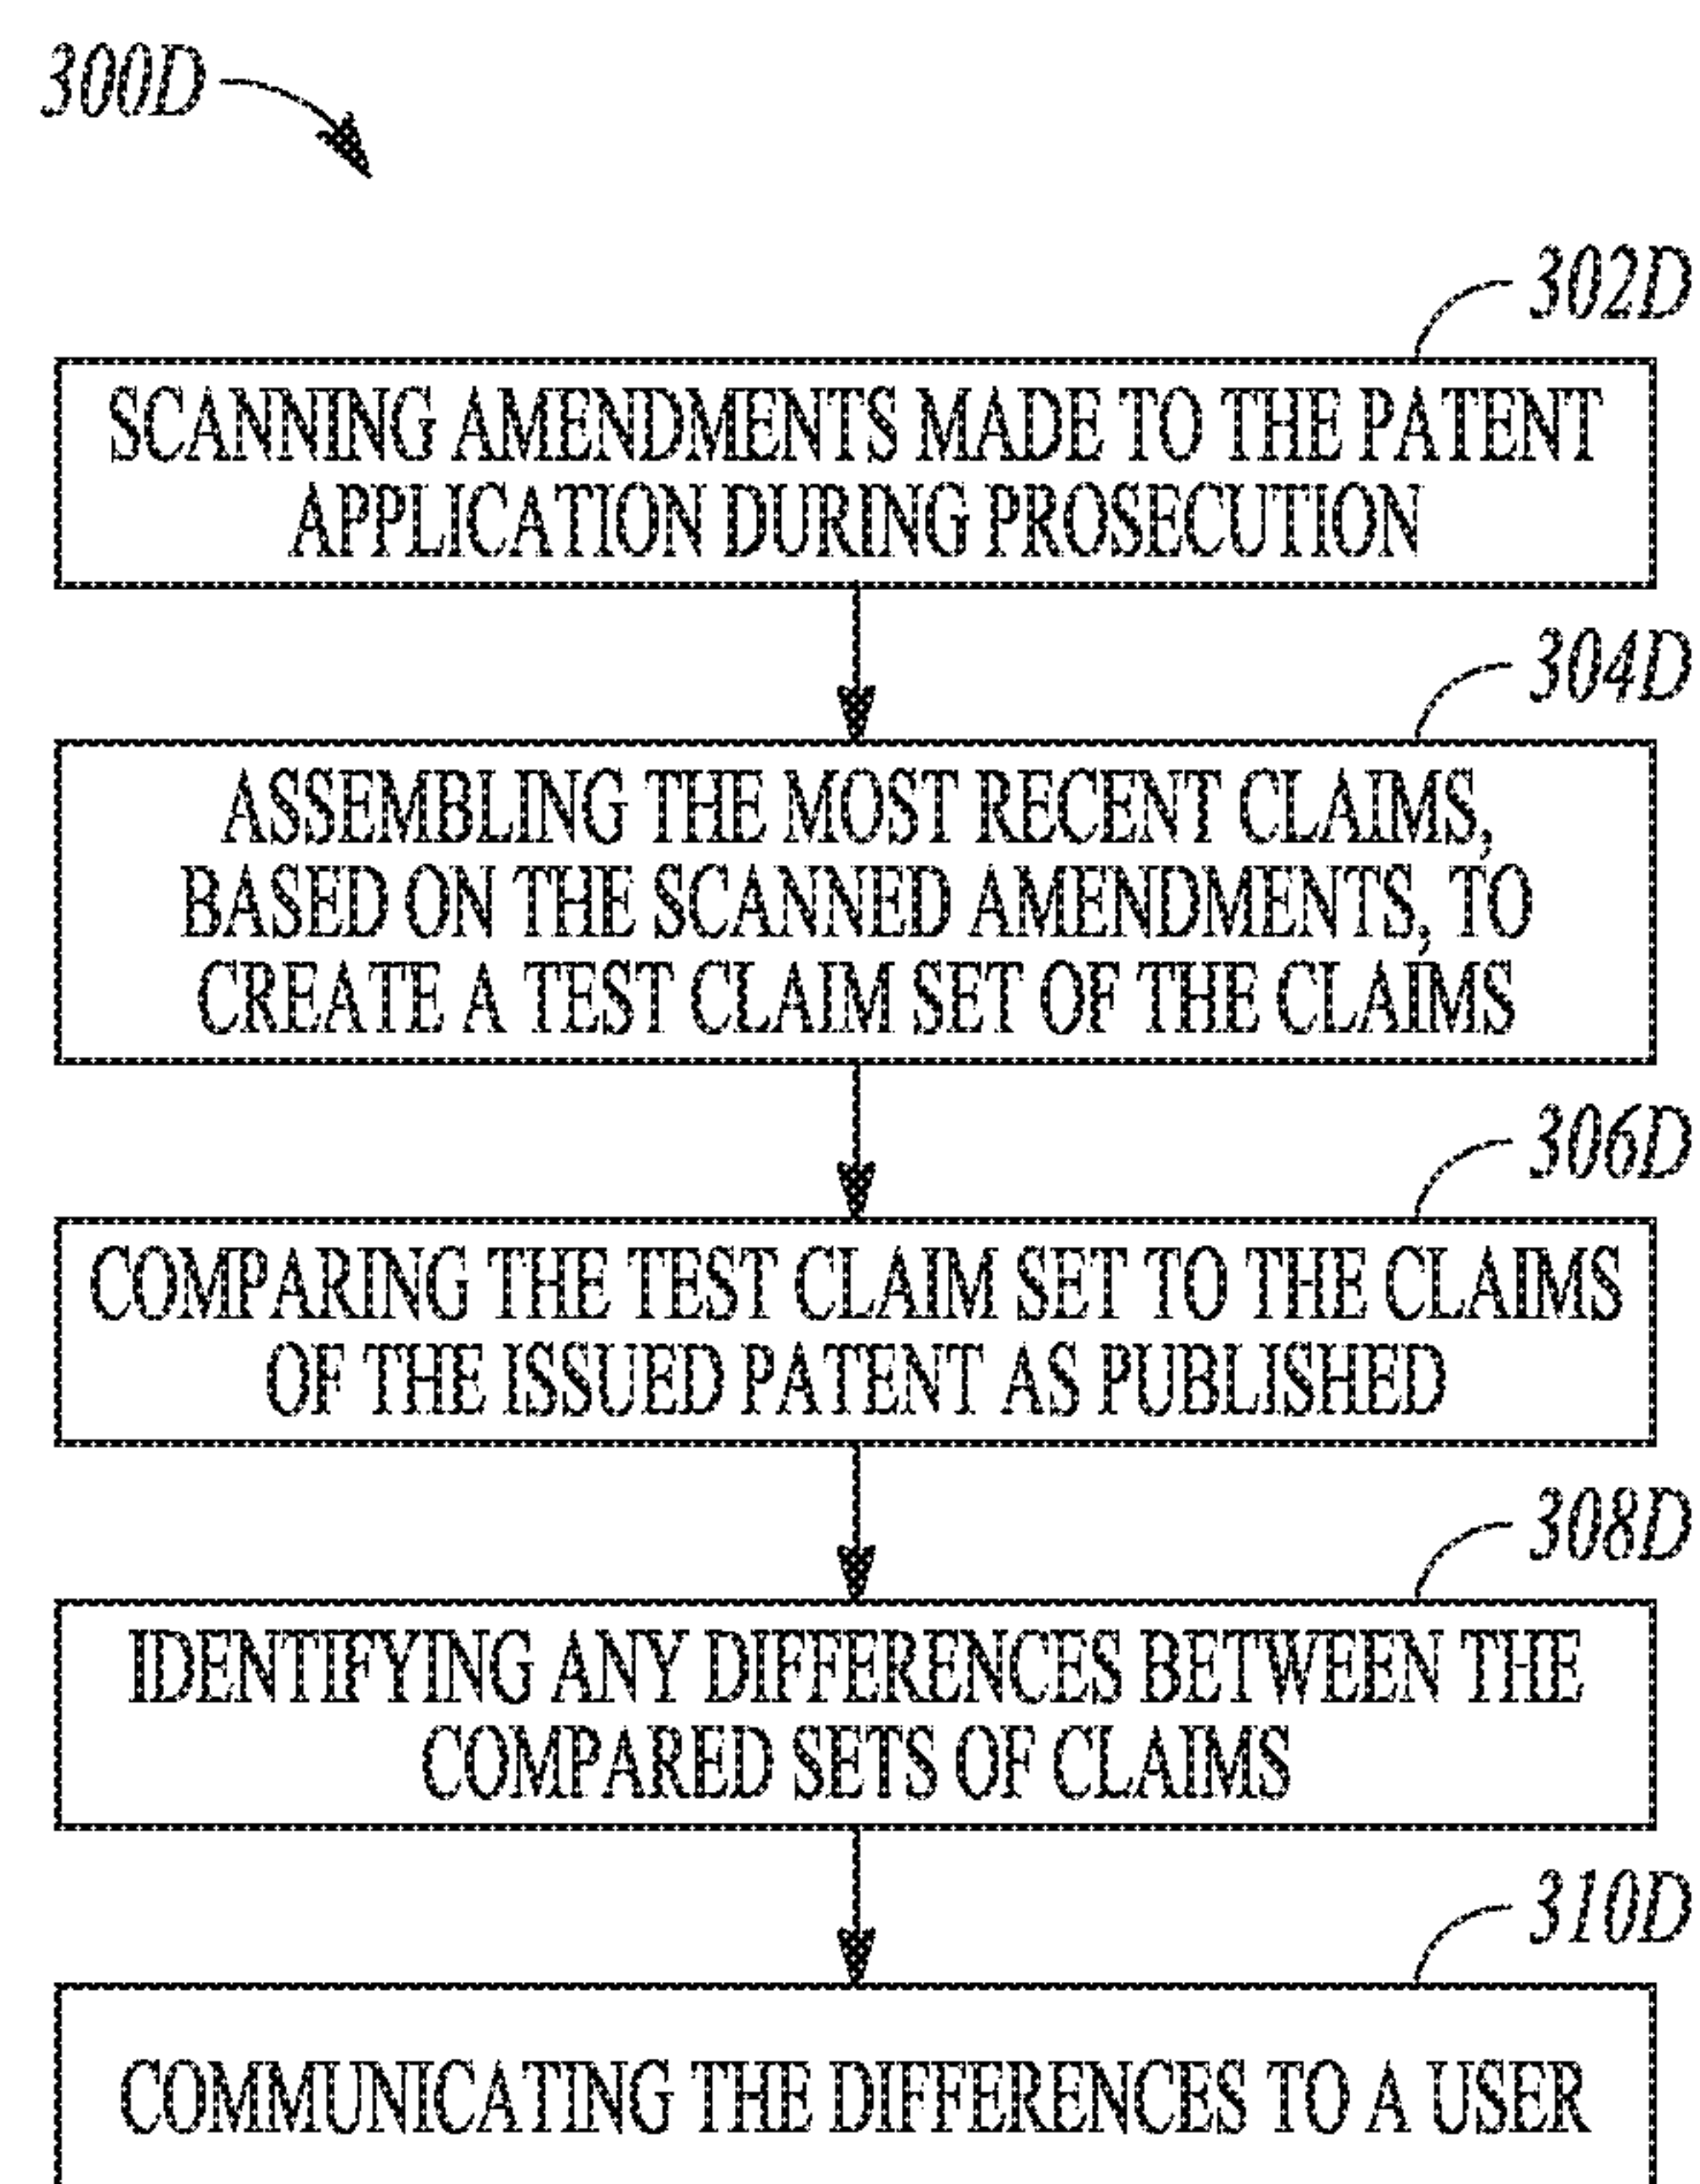 300D
302D
SCANNING AMENDMENTS MADE TO THE PATENT
APPLICATION DURING PROSECUTION
304D
ASSEMBLING THE MOST RECENT CLAIMS,
BASED ON THE SCANNED AMENDMENTS, TO
CREATE A TEST CLAIM SET OF THE CLAIMS
306D
COMPARING THE TEST CLAIM SET TO THE CLAIMS
OF THE ISSUED PATENT AS PUBLISHED
308D
IDENTIFYING ANY DIFFERENCES BETWEEN THE
COMPARED SETS OF CLAIMS
310D
COMMUNICATING THE DIFFERENCES TO A USER